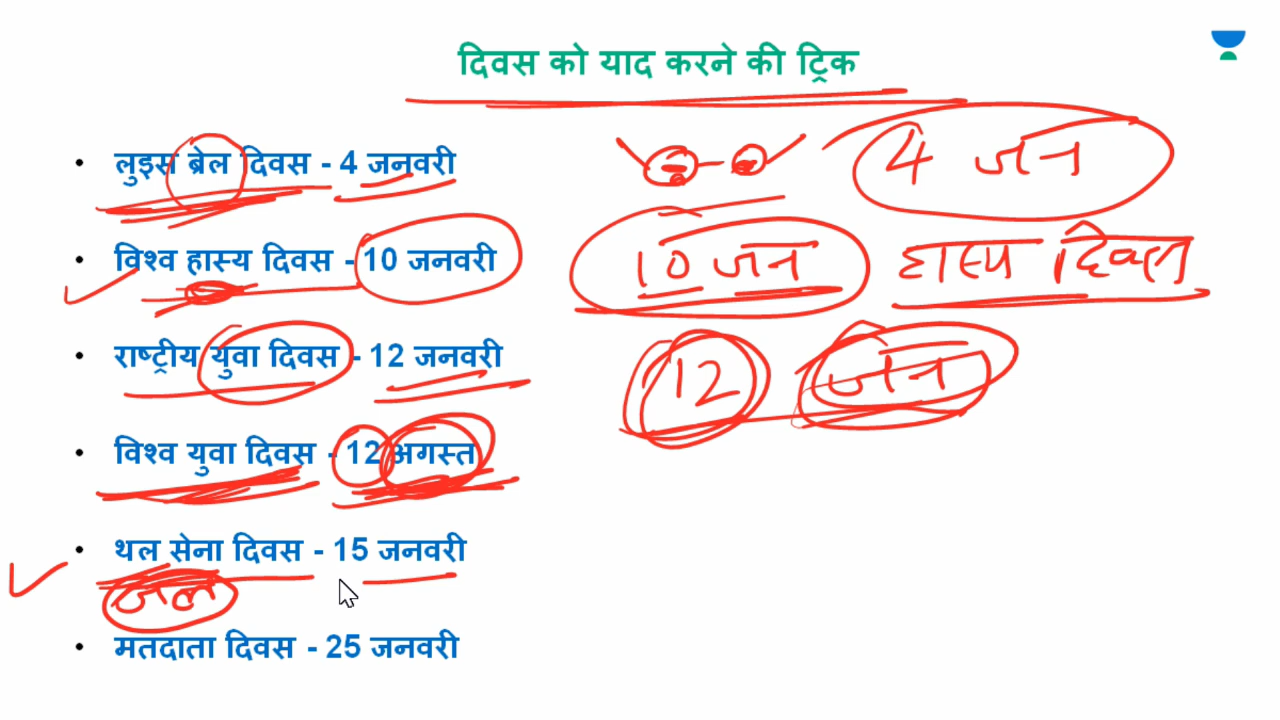 दिवस को याद करने की ट्रिक
• लुइस ब्रेल दिवस - 4 जनवरी
4 जन
• विश्व हास्य दिवस - 10 जनवरी
10 जन हास्य दिवस
• राष्ट्रीय युवा दिवस - 12 जनवरी
12 जन
• विश्व युवा दिवस - 12 अगस्त
• थल सेना दिवस - 15 जनवरी
जल
• मतदाता दिवस - 25 जनवरी